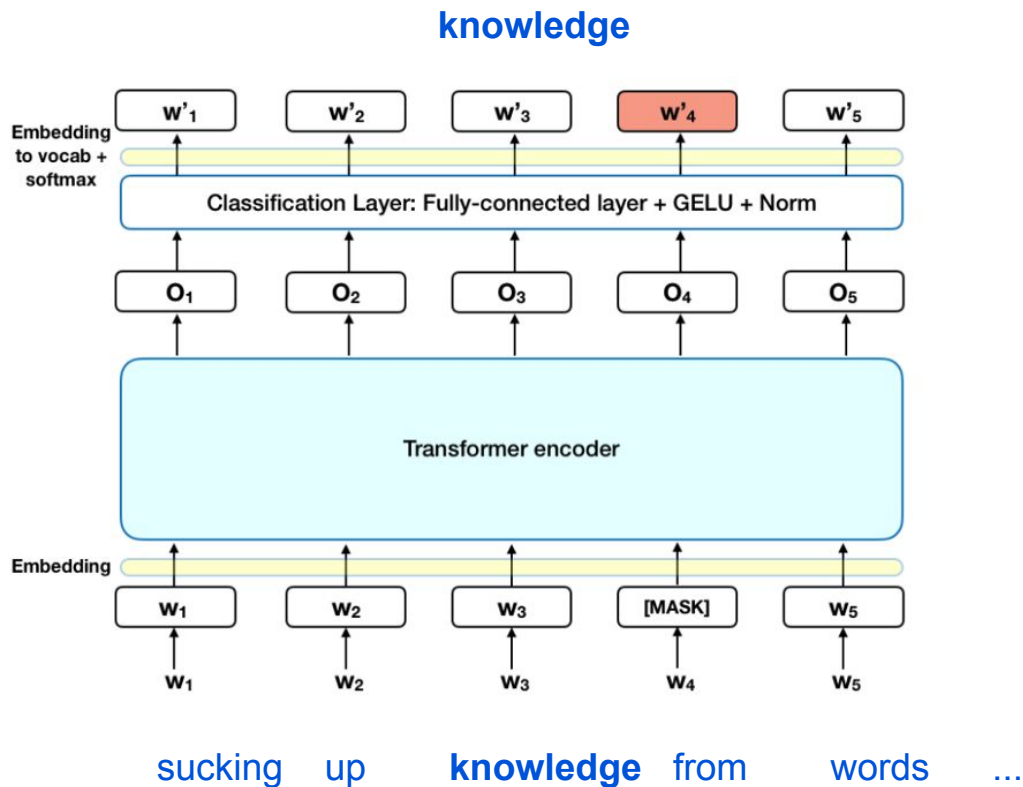 knowledge
w'1 w'2 w'3 w'4 w'5
Embedding
to vocab +
softmax
Classification Layer: Fully-connected layer + GELU + Norm
O1 O2 O3 O4 O5
Transformer encoder
Embedding
W1 W2 W3 [MASK] W5
W1 W2 W3 W4 W5
sucking up knowledge from words ...